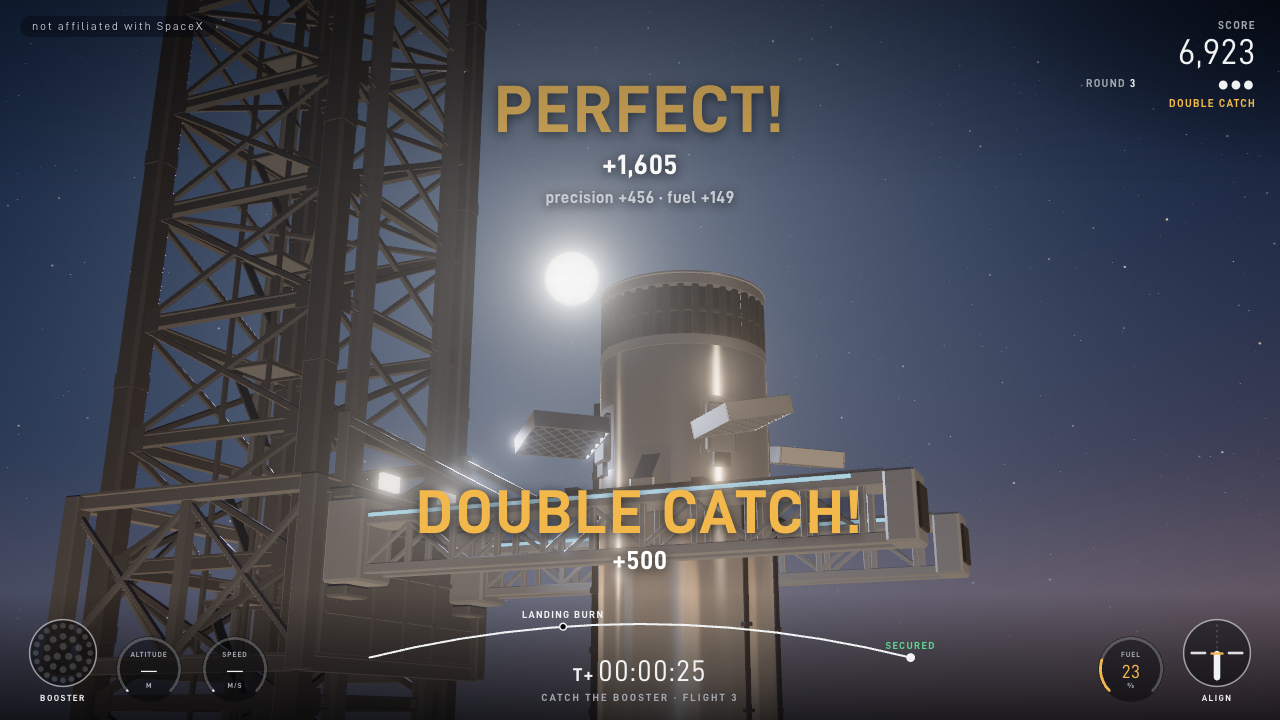 not affiliated with SpaceX
SCORE
6,923
ROUND 3
DOUBLE CATCH
PERFECT!
+1,605
precision +456 · fuel +149
DOUBLE CATCH!
+500
LANDING BURN
SECURED
T+ 00:00:25
CATCH THE BOOSTER · FLIGHT 3
BOOSTER
ALTITUDE
—
M
SPEED
—
M/S
FUEL
23
%
ALIGN